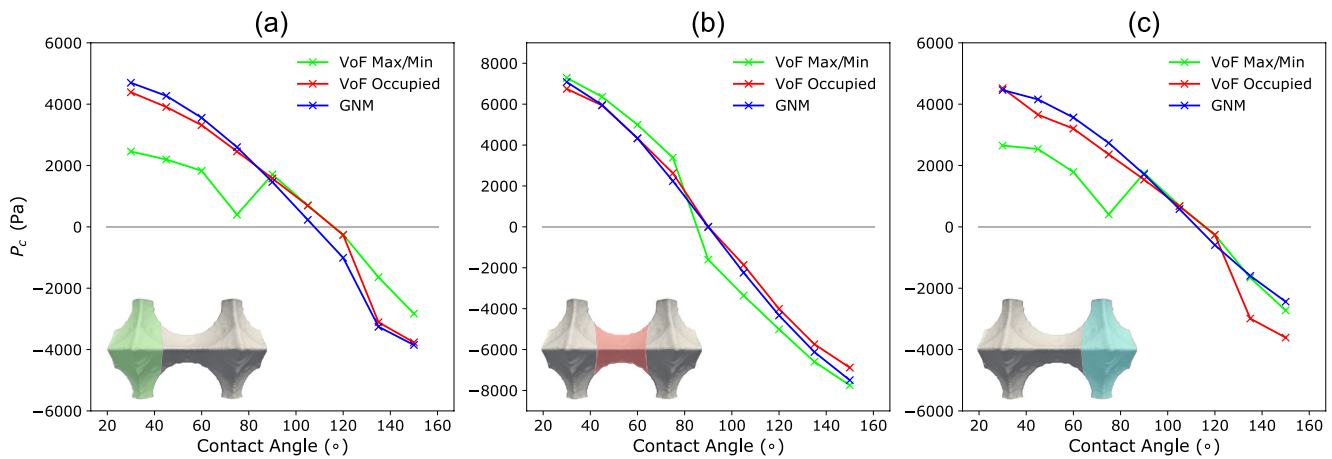 (a)
6000
4000
2000
0
−2000
−4000
−6000
P_c (Pa)
20 40 60 80 100 120 140 160
Contact Angle (∘)
VoF Max/Min
VoF Occupied
GNM
(b)
8000
6000
4000
2000
0
−2000
−4000
−6000
−8000
20 40 60 80 100 120 140 160
Contact Angle (∘)
VoF Max/Min
VoF Occupied
GNM
(c)
6000
4000
2000
0
−2000
−4000
−6000
20 40 60 80 100 120 140 160
Contact Angle (∘)
VoF Max/Min
VoF Occupied
GNM